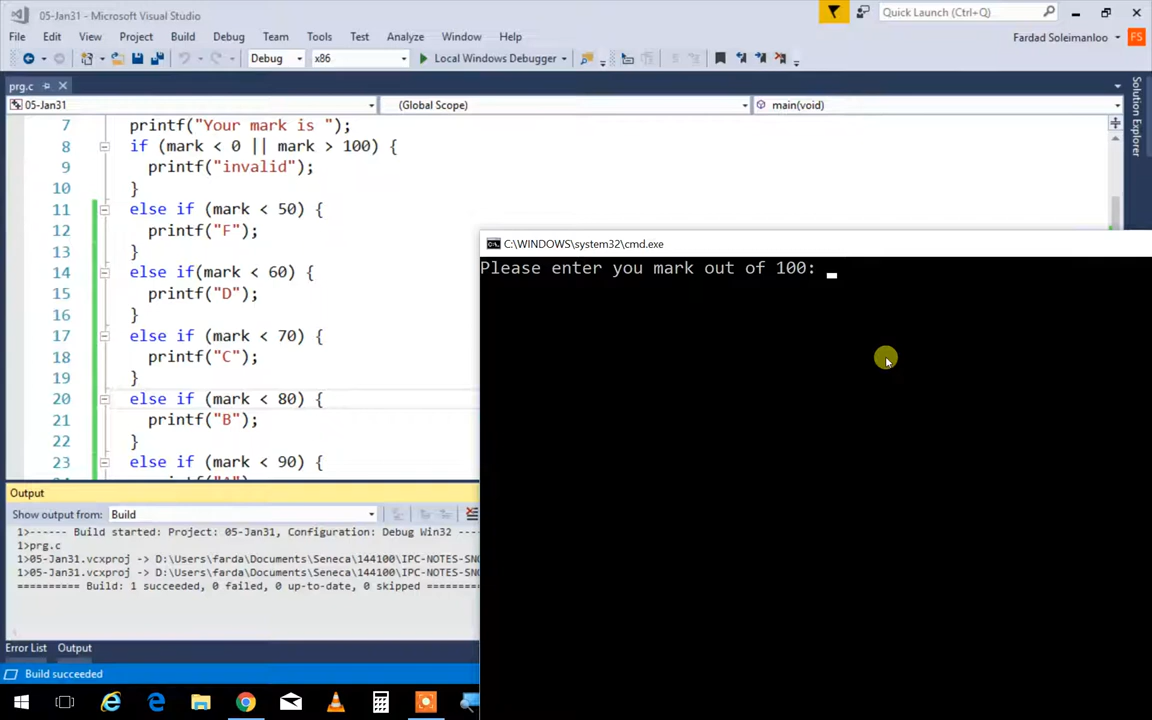 05-Jan31 - Microsoft Visual Studio
Quick Launch (Ctrl+Q)
File Edit View Project Build Debug Team Tools Test Analyze Window Help
Fardad Soleimanloo FS
Debug x86 Local Windows Debugger
prg.c
05-Jan31 (Global Scope) main(void)
Solution Explorer
7 printf("Your mark is ");
8 if (mark < 0 || mark > 100) {
9 printf("invalid");
10 }
11 else if (mark < 50) {
12 printf("F");
13 }
14 else if(mark < 60) {
15 printf("D");
16 }
17 else if (mark < 70) {
18 printf("C");
19 }
20 else if (mark < 80) {
21 printf("B");
22 }
23 else if (mark < 90) {
C:\WINDOWS\system32\cmd.exe
Please enter you mark out of 100:
Output
Show output from: Build
1>------ Build started: Project: 05-Jan31, Configuration: Debug Win32 ----
1>prg.c
1>05-Jan31.vcxproj -> D:\Users\farda\Documents\Seneca\144100\IPC-NOTES-SN
1>05-Jan31.vcxproj -> D:\Users\farda\Documents\Seneca\144100\IPC-NOTES-SN
========== Build: 1 succeeded, 0 failed, 0 up-to-date, 0 skipped =======
Error List Output
Build succeeded